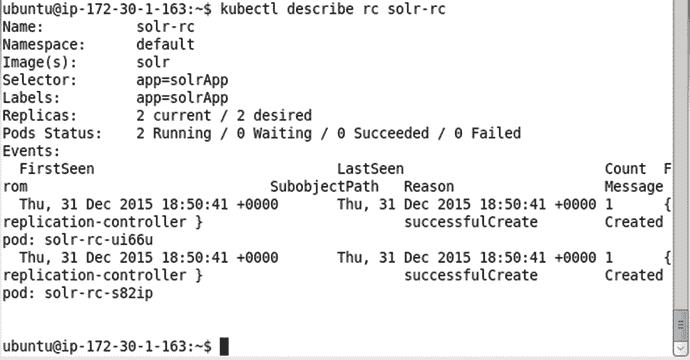 ubuntu@ip-172-30-1-163:~$ kubectl describe rc solr-rc
Name:           solr-rc
Namespace:      default
Image(s):       solr
Selector:       app=solrApp
Labels:         app=solrApp
Replicas:       2 current / 2 desired
Pods Status:    2 Running / 0 Waiting / 0 Succeeded / 0 Failed
Events:
  FirstSeen                             LastSeen                        Count   F
rom                     SubobjectPath   Reason                  Message
  Thu, 31 Dec 2015 18:50:41 +0000       Thu, 31 Dec 2015 18:50:41 +0000 1       {
replication-controller }                        successfulCreate        Created
pod: solr-rc-ui66u
  Thu, 31 Dec 2015 18:50:41 +0000       Thu, 31 Dec 2015 18:50:41 +0000 1       {
replication-controller }                        successfulCreate        Created
pod: solr-rc-s82ip
ubuntu@ip-172-30-1-163:~$